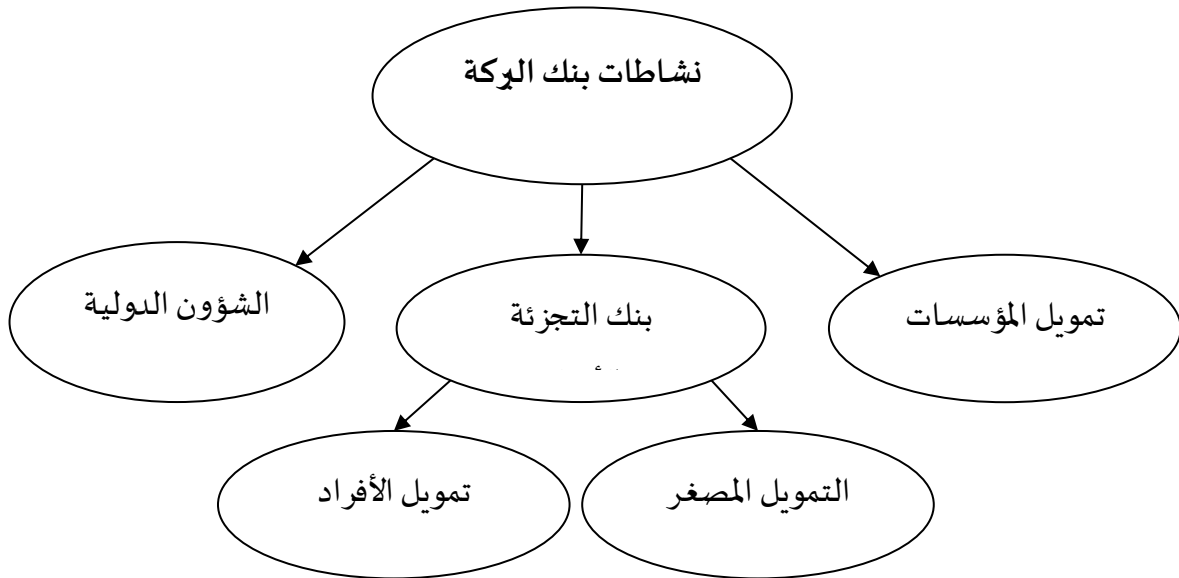 نشاطات بنك البركة
تمويل المؤسسات
بنك التجزئة
الشؤون الدولية
التمويل المصغر
تمويل الأفراد